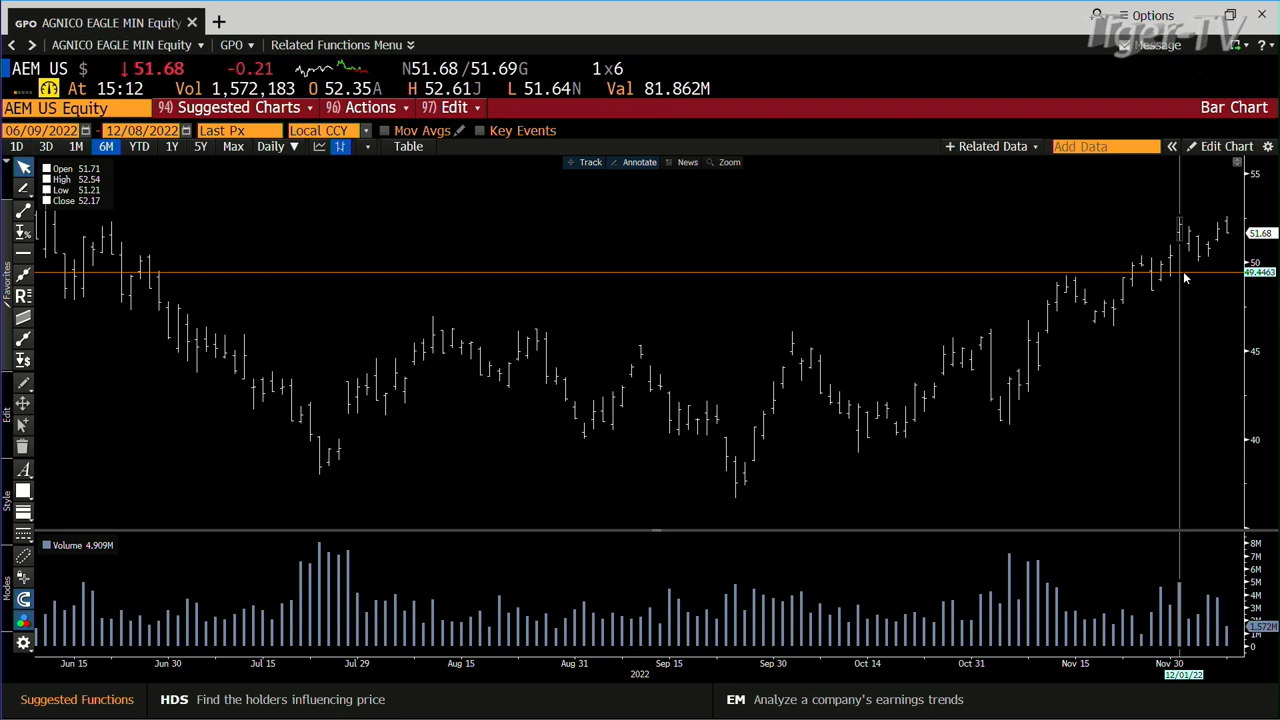 GPO AGNICO EAGLE MIN Equity
Options
Tiger-TV
AGNICO EAGLE MIN Equity GPO Related Functions Menu Message
AEM US $ ↓51.68 -0.21 N51.68/51.69G 1x6
At 15:12 Vol 1,572,183 O 52.35A H 52.61J L 51.64N Val 81.862M
AEM US Equity 94) Suggested Charts 96) Actions 97) Edit Bar Chart
06/09/2022 - 12/08/2022 Last Px Local CCY Mov Avgs Key Events
1D 3D 1M 6M YTD 1Y 5Y Max Daily ▼ Table + Related Data Add Data « Edit Chart
Track Annotate News Zoom
Open 51.71
High 52.54
Low 51.21
Close 52.17
55
51.68
50
49.4463
45
40
Favorites
Edit
Style
Modes
Volume 4.909M
8M
7M
6M
5M
4M
3M
2M
1.572M
1M
0
Jun 15 Jun 30 Jul 15 Jul 29 Aug 15 Aug 31 Sep 15 Sep 30 Oct 14 Oct 31 Nov 15 Nov 30
2022
12/01/22
Suggested Functions HDS Find the holders influencing price EM Analyze a company's earnings trends